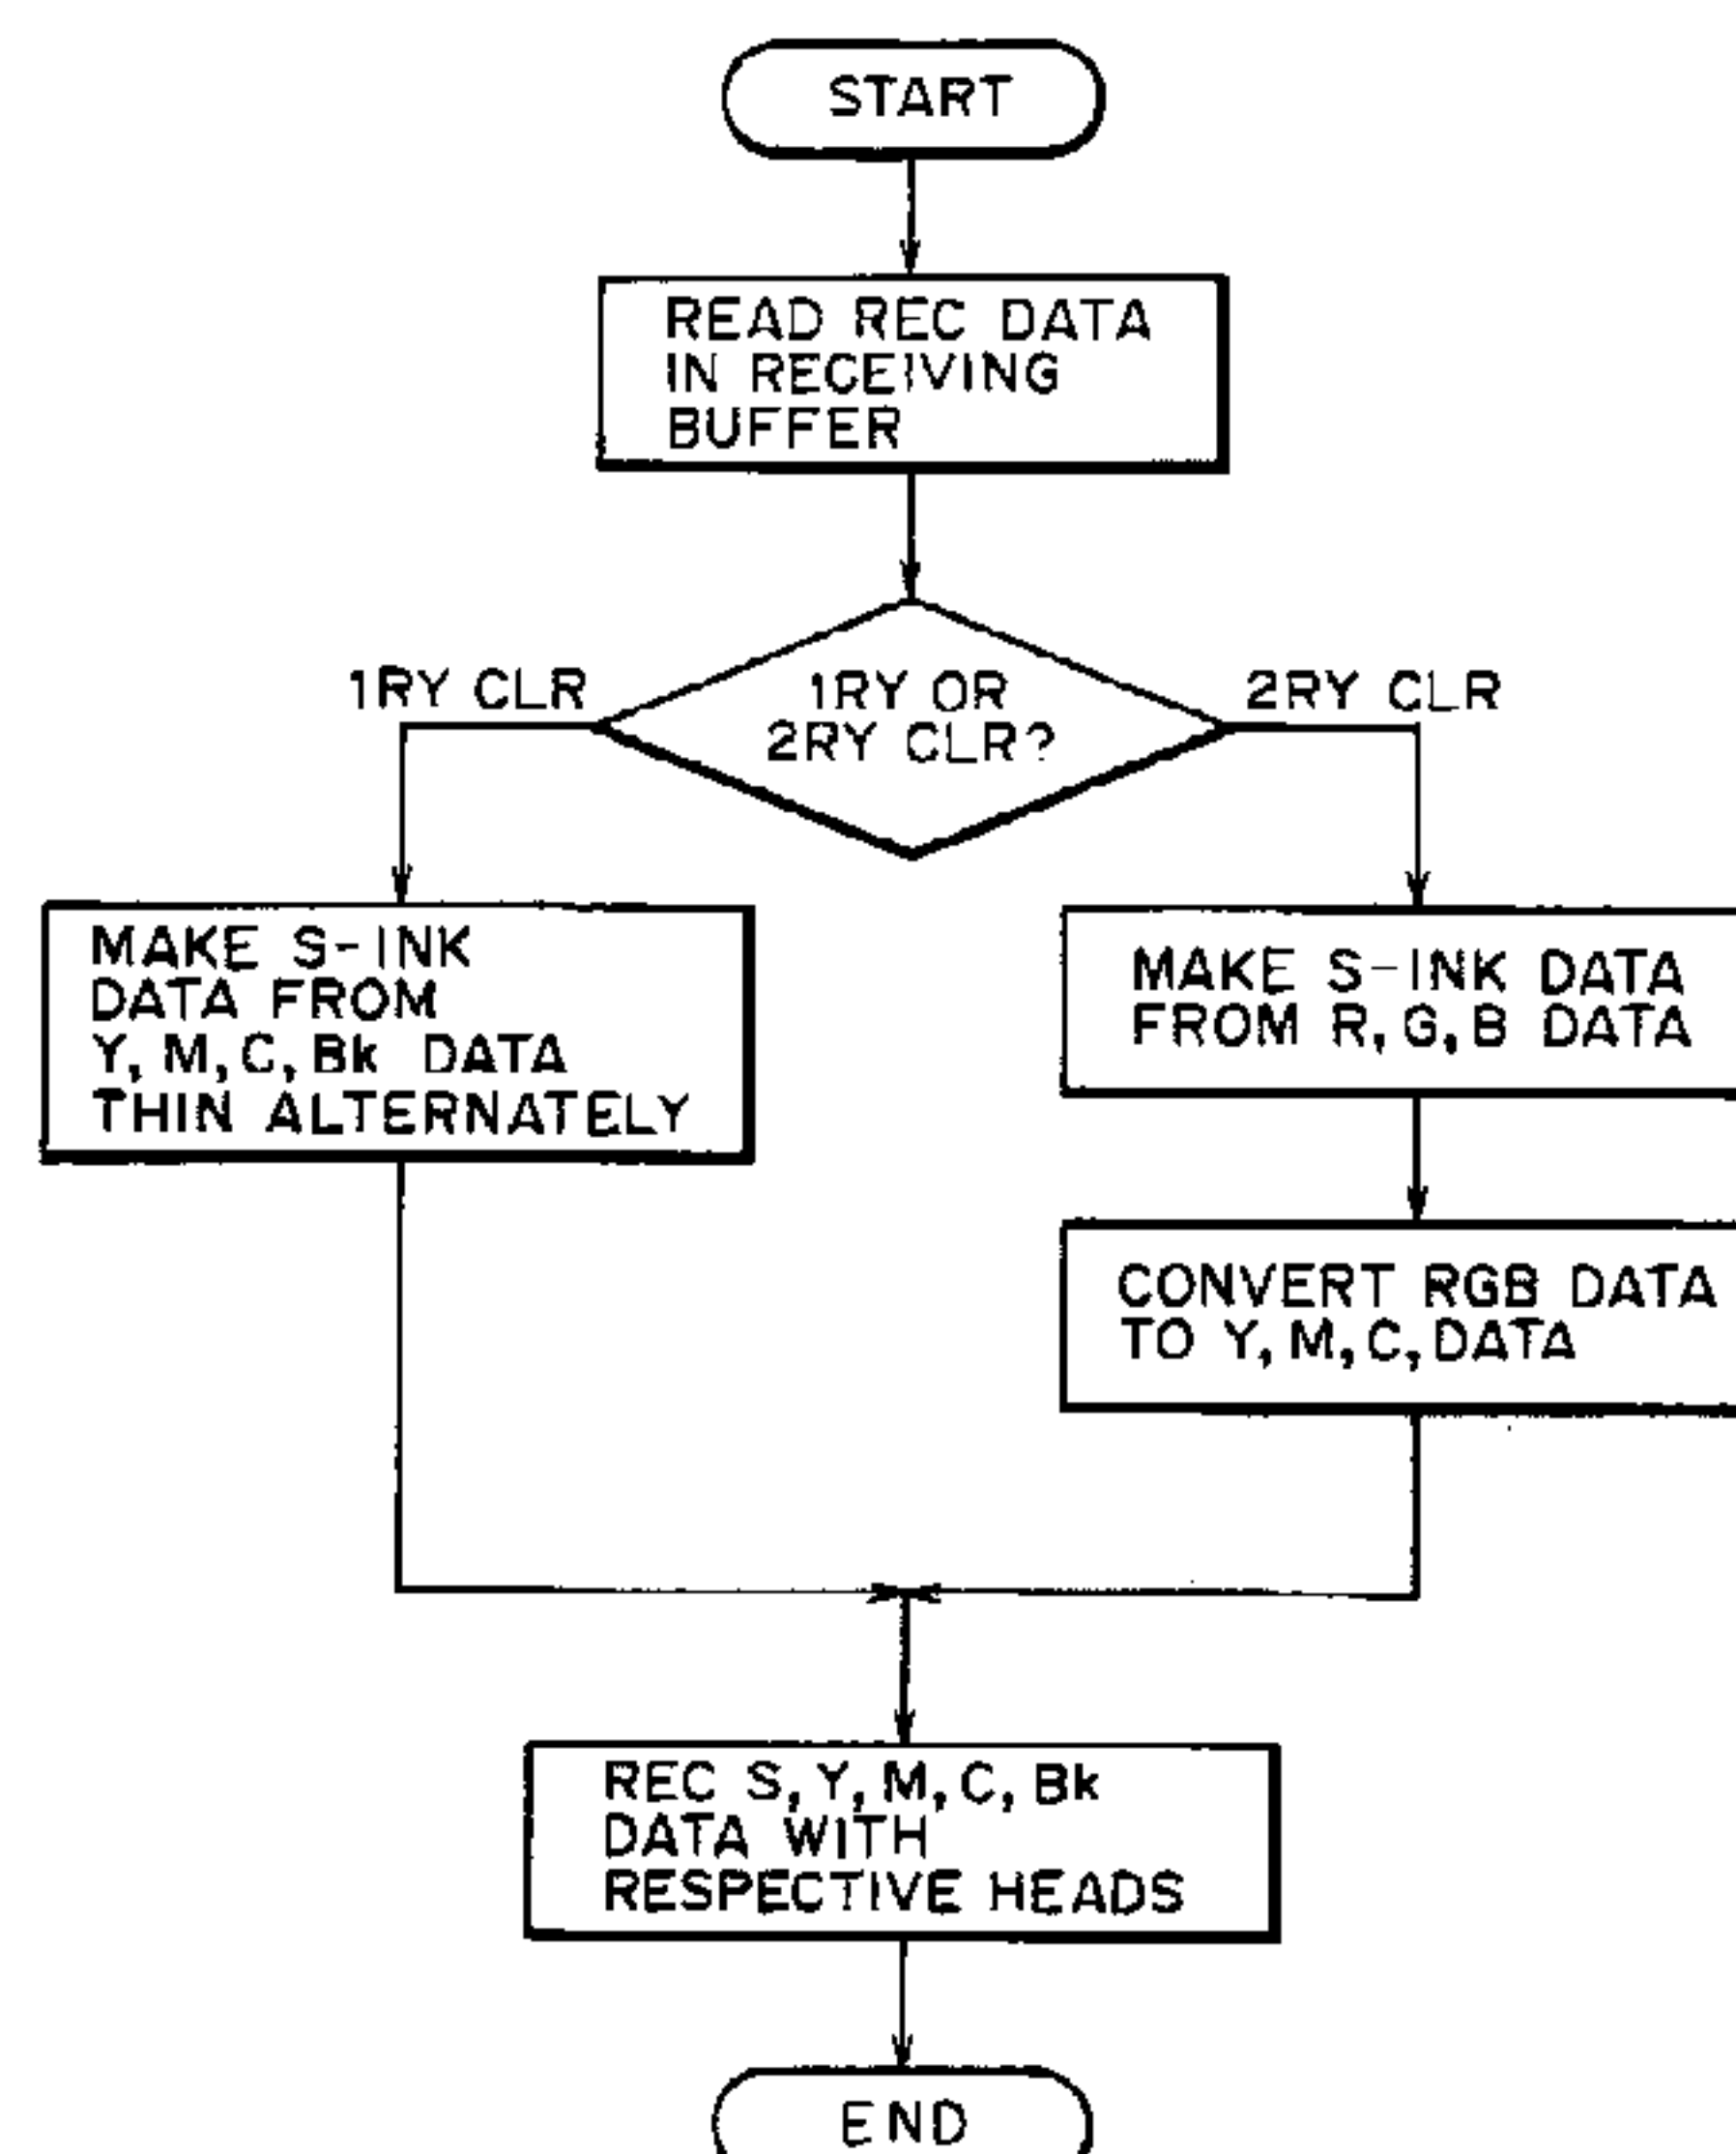 START
READ REC DATA
IN RECEIVING
BUFFER
1RY CLR
1RY OR
2RY CLR?
2RY CLR
MAKE S-INK
DATA FROM
Y, M, C, Bk DATA
THIN ALTERNATELY
MAKE S-INK DATA
FROM R, G, B DATA
CONVERT RGB DATA
TO Y, M, C, DATA
REC S, Y, M, C, Bk
DATA WITH
RESPECTIVE HEADS
END